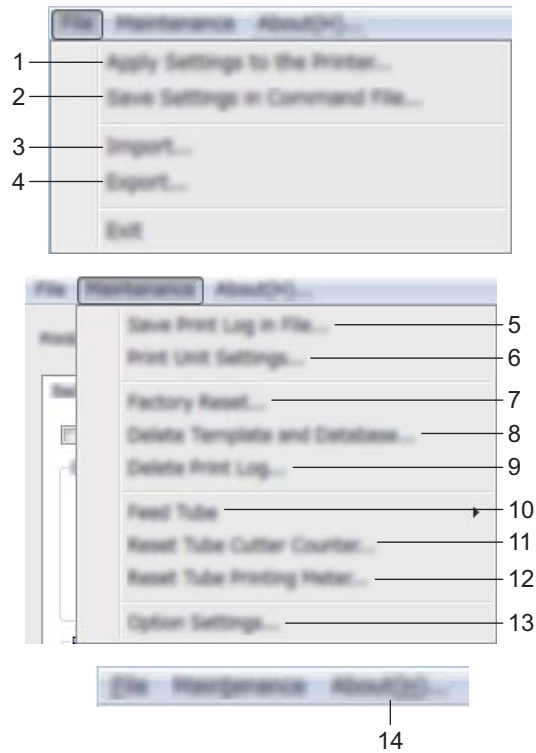 File Maintenance About(H)...
1 Apply Settings to the Printer...
2 Save Settings in Command File...
3 Import...
4 Export...
Exit
File Maintenance About(H)...
Save Print Log in File... 5
Print Unit Settings... 6
Factory Reset... 7
Delete Template and Database... 8
Delete Print Log... 9
Feed Tube 10
Reset Tube Cutter Counter... 11
Reset Tube Printing Meter... 12
Option Settings... 13
File Maintenance About(H)...
14